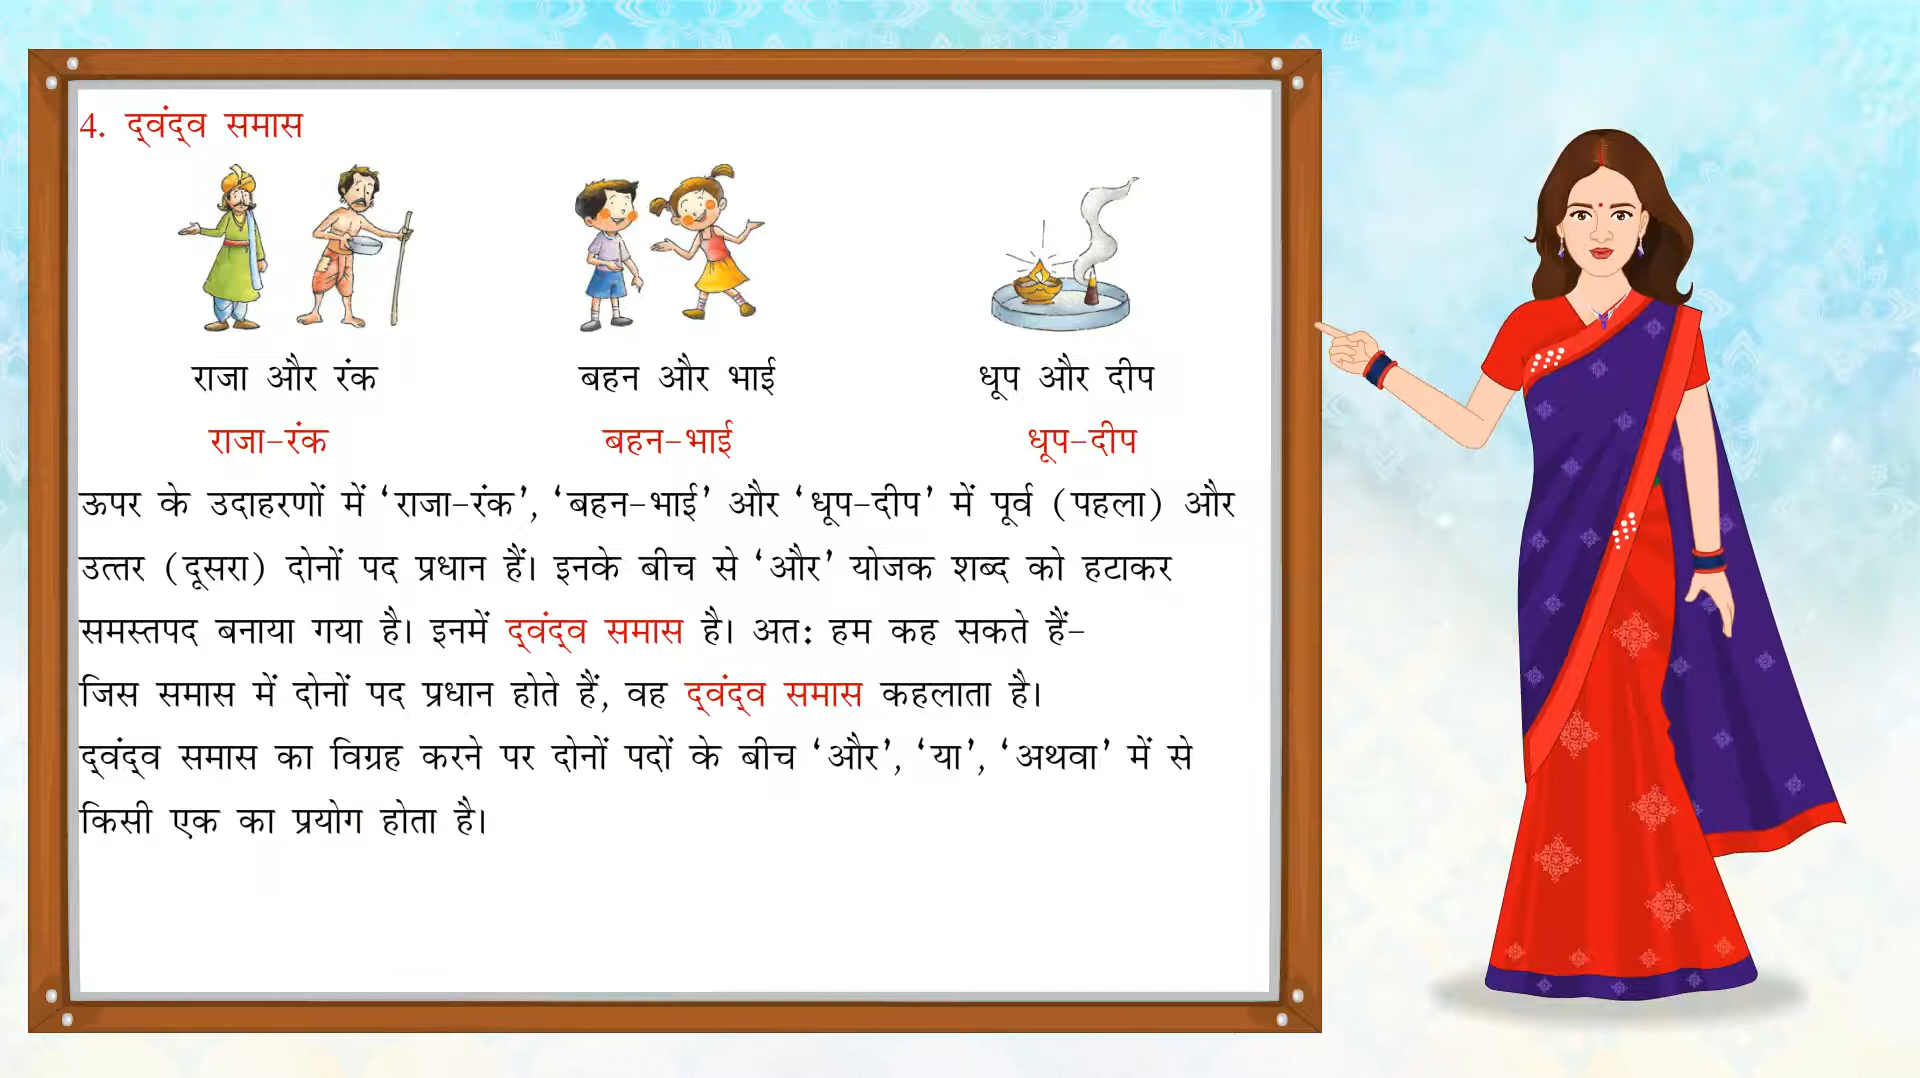 4. द्वंद्व समास
राजा और रंक बहन और भाई धूप और दीप
राजा-रंक बहन-भाई धूप-दीप
ऊपर के उदाहरणों में ‘राजा-रंक’, ‘बहन-भाई’ और ‘धूप-दीप’ में पूर्व (पहला) और
उत्तर (दूसरा) दोनों पद प्रधान हैं। इनके बीच से ‘और’ योजक शब्द को हटाकर
समस्तपद बनाया गया है। इनमें द्वंद्व समास है। अतः हम कह सकते हैं-
जिस समास में दोनों पद प्रधान होते हैं, वह द्वंद्व समास कहलाता है।
द्वंद्व समास का विग्रह करने पर दोनों पदों के बीच ‘और’, ‘या’, ‘अथवा’ में से
किसी एक का प्रयोग होता है।